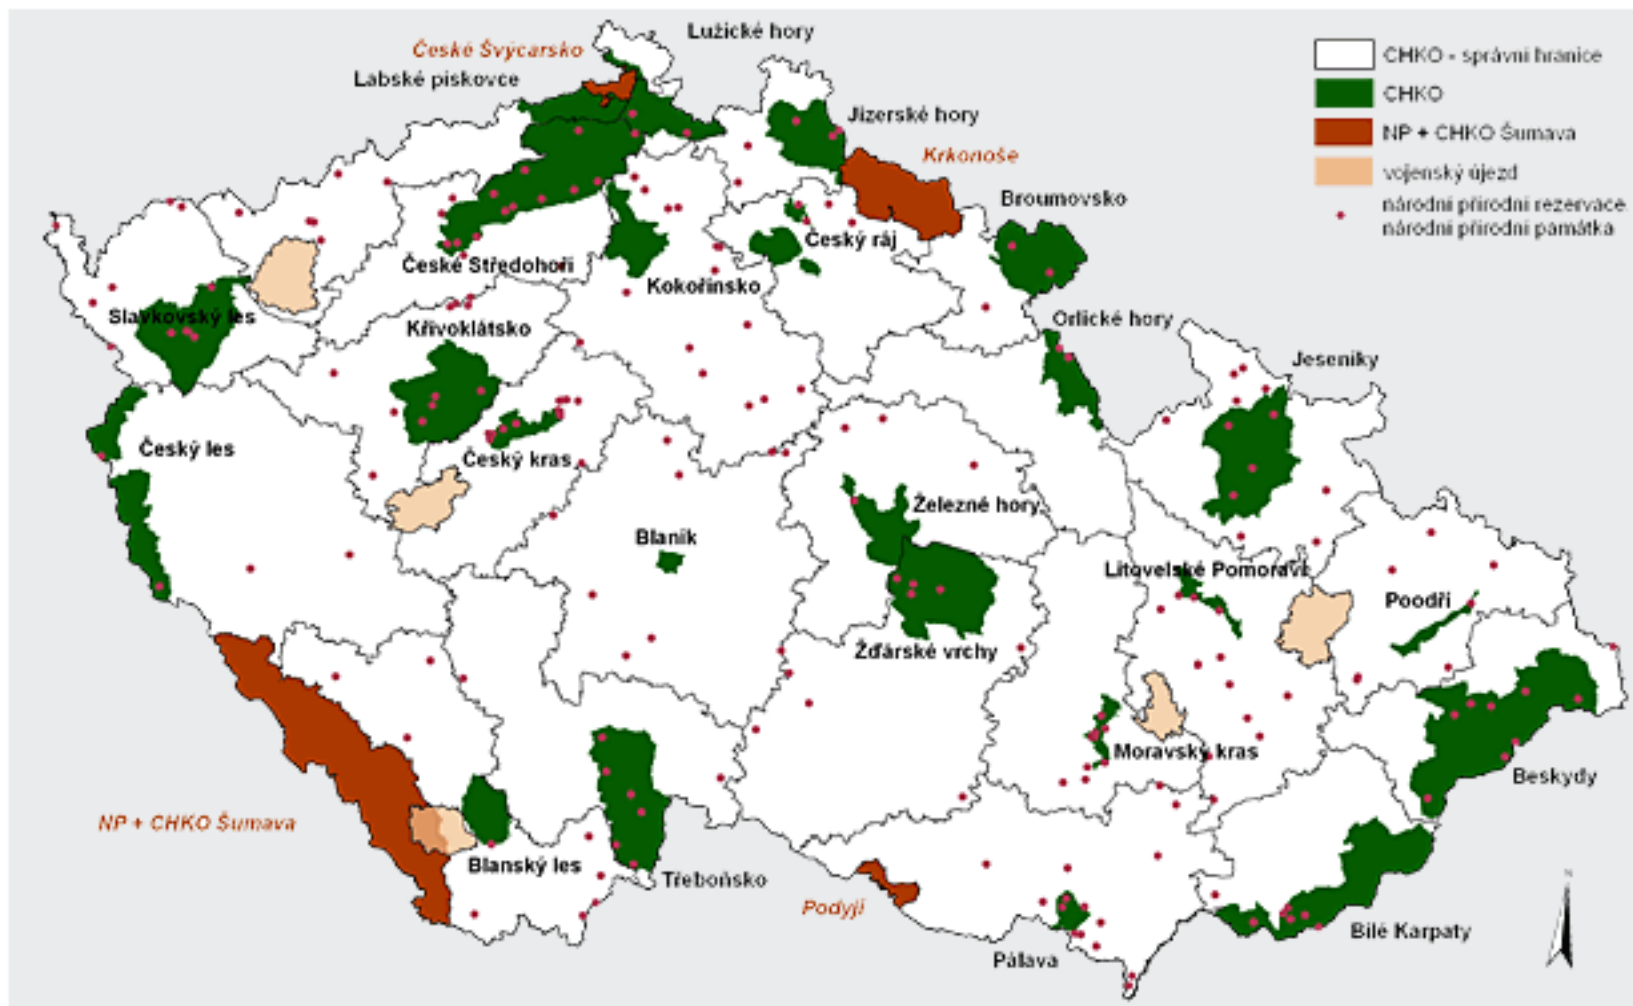 Lužické hory
České Švýcarsko
Labské pískovce
Jizerské hory
Krkonoše
Broumovsko
Český ráj
České Středohoří
Kokořínsko
Slavkovský les
Křivoklátsko
Orlické hory
Jeseníky
Český les
Český kras
Železné hory
Blaník
Litovelské Pomoraví
Poodří
Žďárské vrchy
Moravský kras
Beskydy
NP + CHKO Šumava
Blanský les
Třeboňsko
Podyjí
Bílé Karpaty
Pálava
CHKO - správní hranice
CHKO
NP + CHKO Šumava
vojenský újezd
národní přírodní rezervace
národní přírodní památka
N